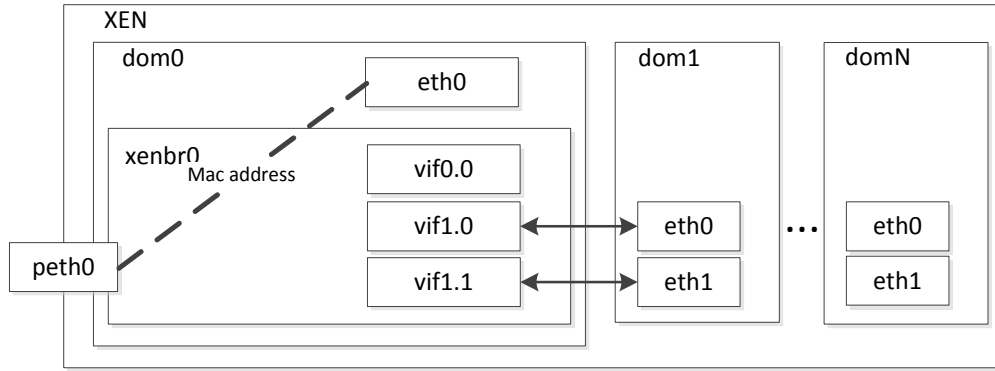 XEN
dom0
eth0
xenbr0
Mac address
vif0.0
vif1.0
vif1.1
peth0
dom1
eth0
eth1
...
domN
eth0
eth1